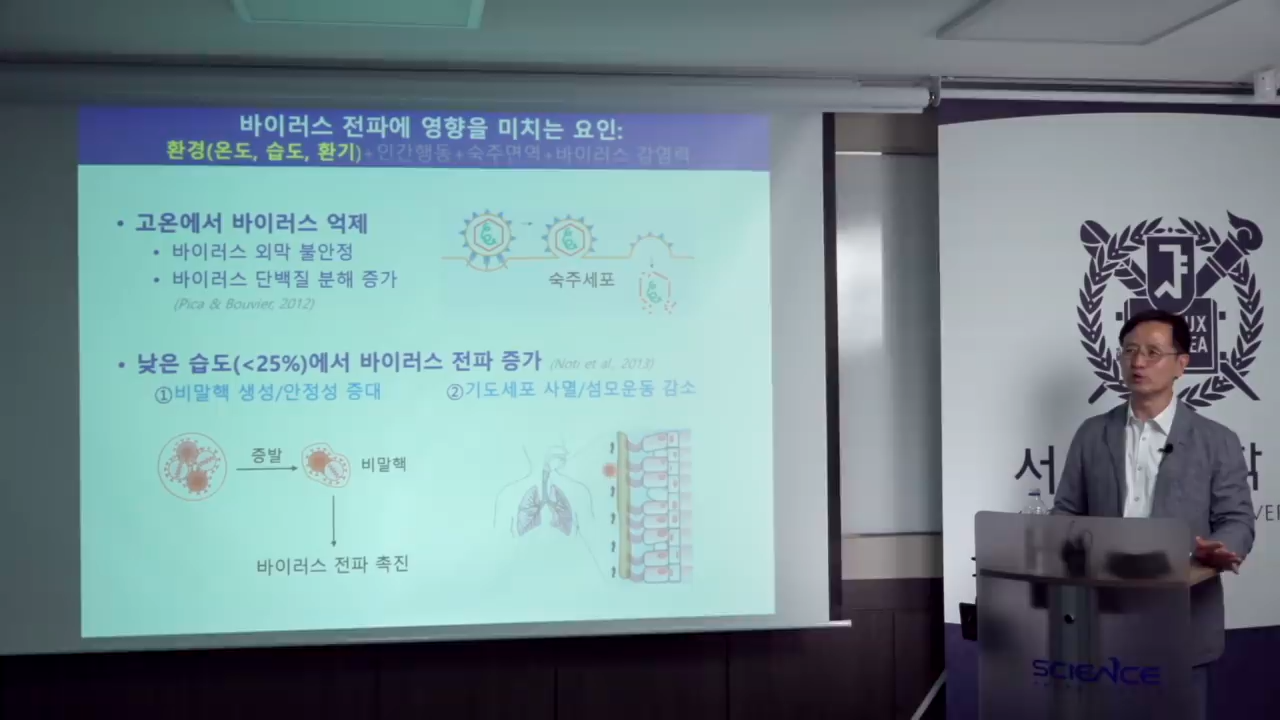 바이러스 전파에 영향을 미치는 요인:
환경(온도, 습도, 환기)+인간행동+숙주면역+바이러스 감염력
• 고온에서 바이러스 억제
• 바이러스 외막 불안정
• 바이러스 단백질 분해 증가
(Pica & Bouvier, 2012)
숙주세포
• 낮은 습도(<25%)에서 바이러스 전파 증가 (Noti et al., 2013)
①비말핵 생성/안정성 증대
②기도세포 사멸/섬모운동 감소
증발
비말핵
바이러스 전파 촉진
UX
EA
서
학
VER
SCIENCE